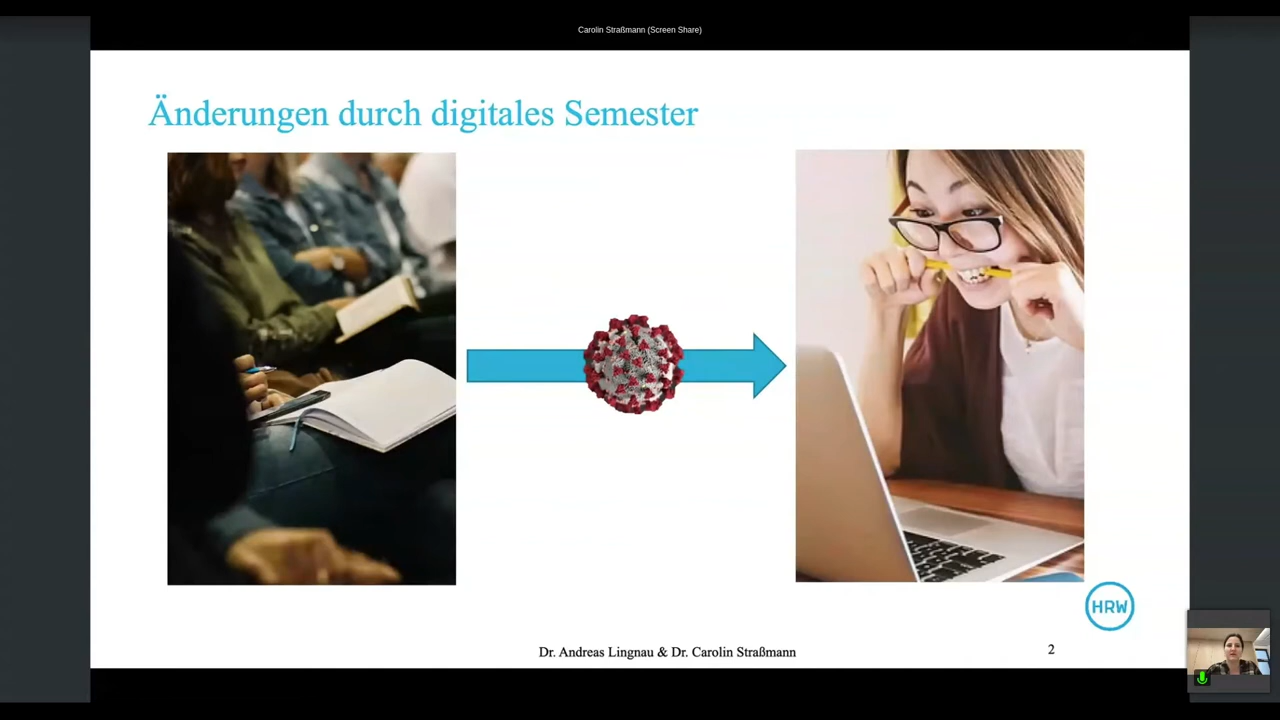 Carolin Straßmann (Screen Share)
Änderungen durch digitales Semester
HRW
Dr. Andreas Lingnau & Dr. Carolin Straßmann
2